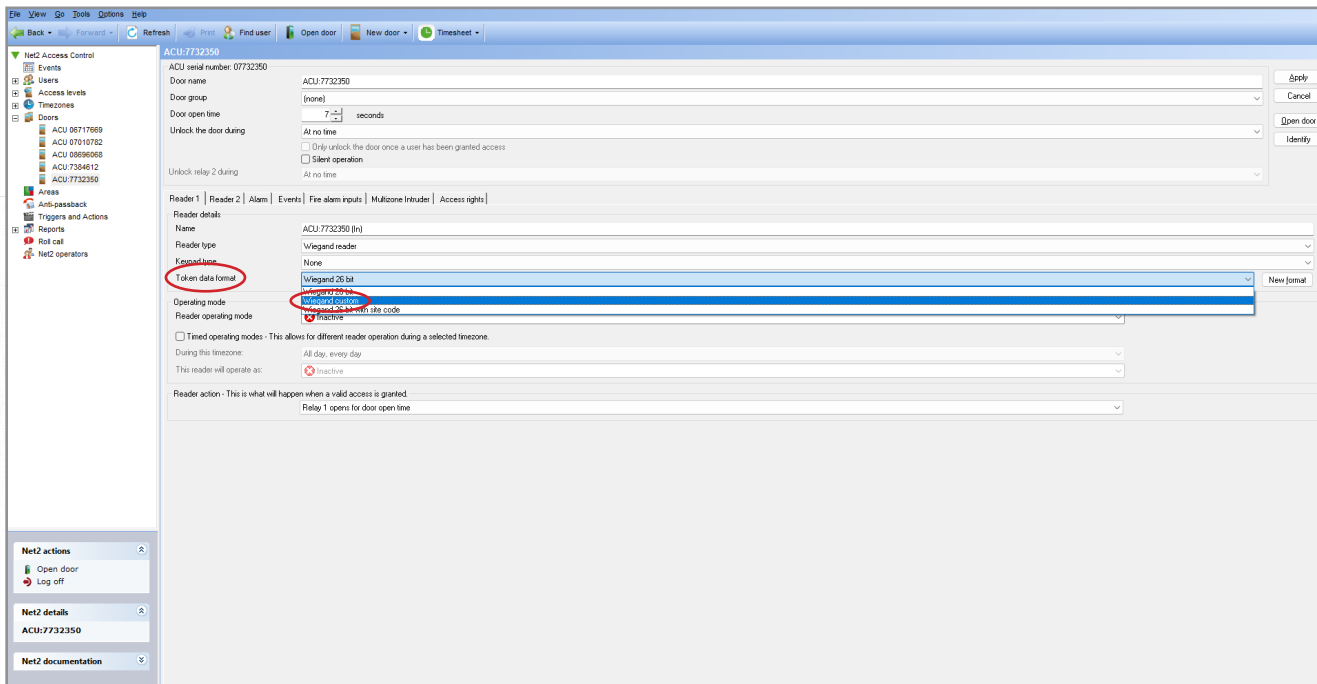 File View Go Tools Options Help
Back Forward Refresh Print Find user Open door New door Timesheet
Net2 Access Control
Events
Users
Access levels
Timezones
Doors
ACU 06717669
ACU 07010782
ACU 08696068
ACU:7384612
ACU:7732350
Areas
Anti-passback
Triggers and Actions
Reports
Roll call
Net2 operators
Net2 actions
Open door
Log off
Net2 details
ACU:7732350
Net2 documentation
ACU:7732350
ACU serial number: 07732350
Door name ACU:7732350
Door group (none)
Door open time 7 seconds
Unlock the door during At no time
Only unlock the door once a user has been granted access
Silent operation
Unlock relay 2 during At no time
Apply
Cancel
Open door
Identify
Reader 1 Reader 2 Alarm Events Fire alarm inputs Multizone Intruder Access rights
Reader details
Name ACU:7732350 (In)
Reader type Wiegand reader
Keypad type None
Token data format Wiegand 26 bit New format
Wiegand 26 bit
Wiegand custom
Wiegand 26 bit with site code
Operating mode
Reader operating mode Inactive
Timed operating modes - This allows for different reader operation during a selected timezone.
During this timezone: All day, every day
This reader will operate as: Inactive
Reader action - This is what will happen when a valid access is granted.
Relay 1 opens for door open time